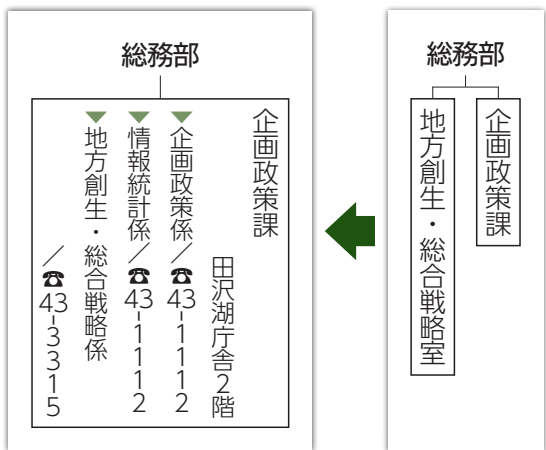 総務部
企画政策課
地方創生・総合戦略室
総務部
企画政策課
田沢湖庁舎2階
▼企画政策係/☎43-1112
▼情報統計係/☎43-1112
▼地方創生・総合戦略係
/☎43-3315